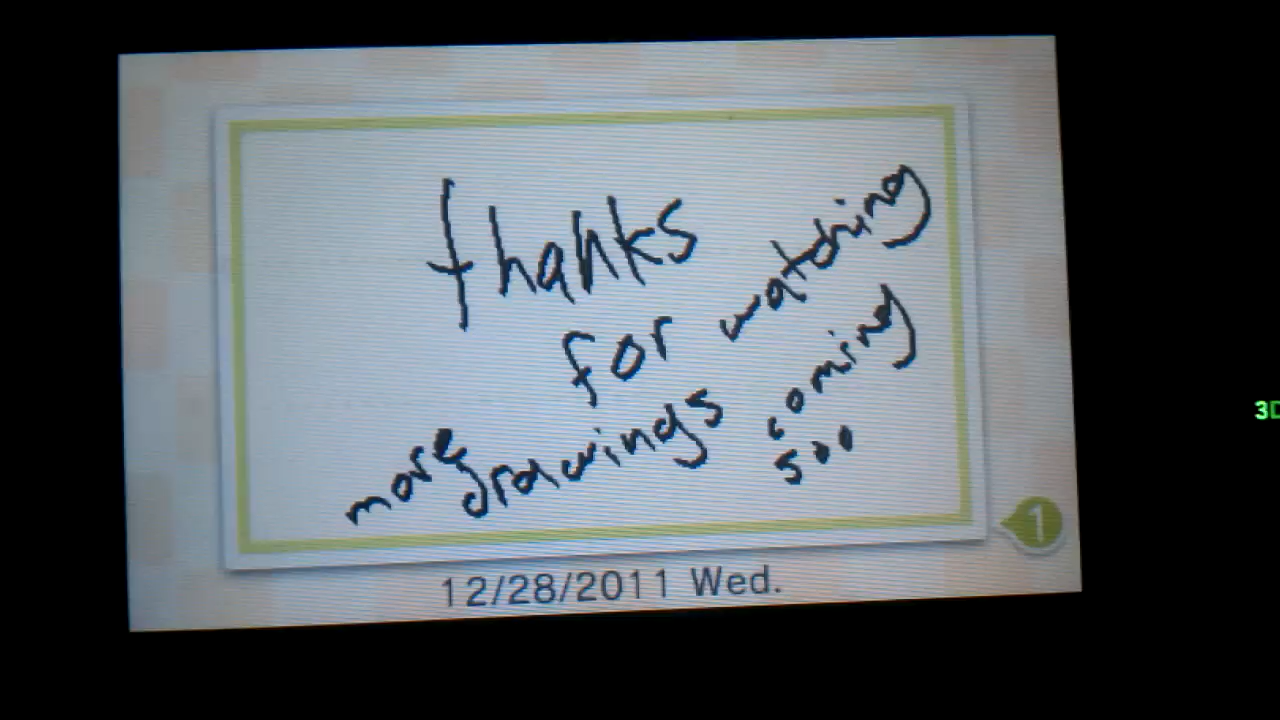 thanks
for watching
more drawings coming
soo
12/28/2011 Wed.
1
3D